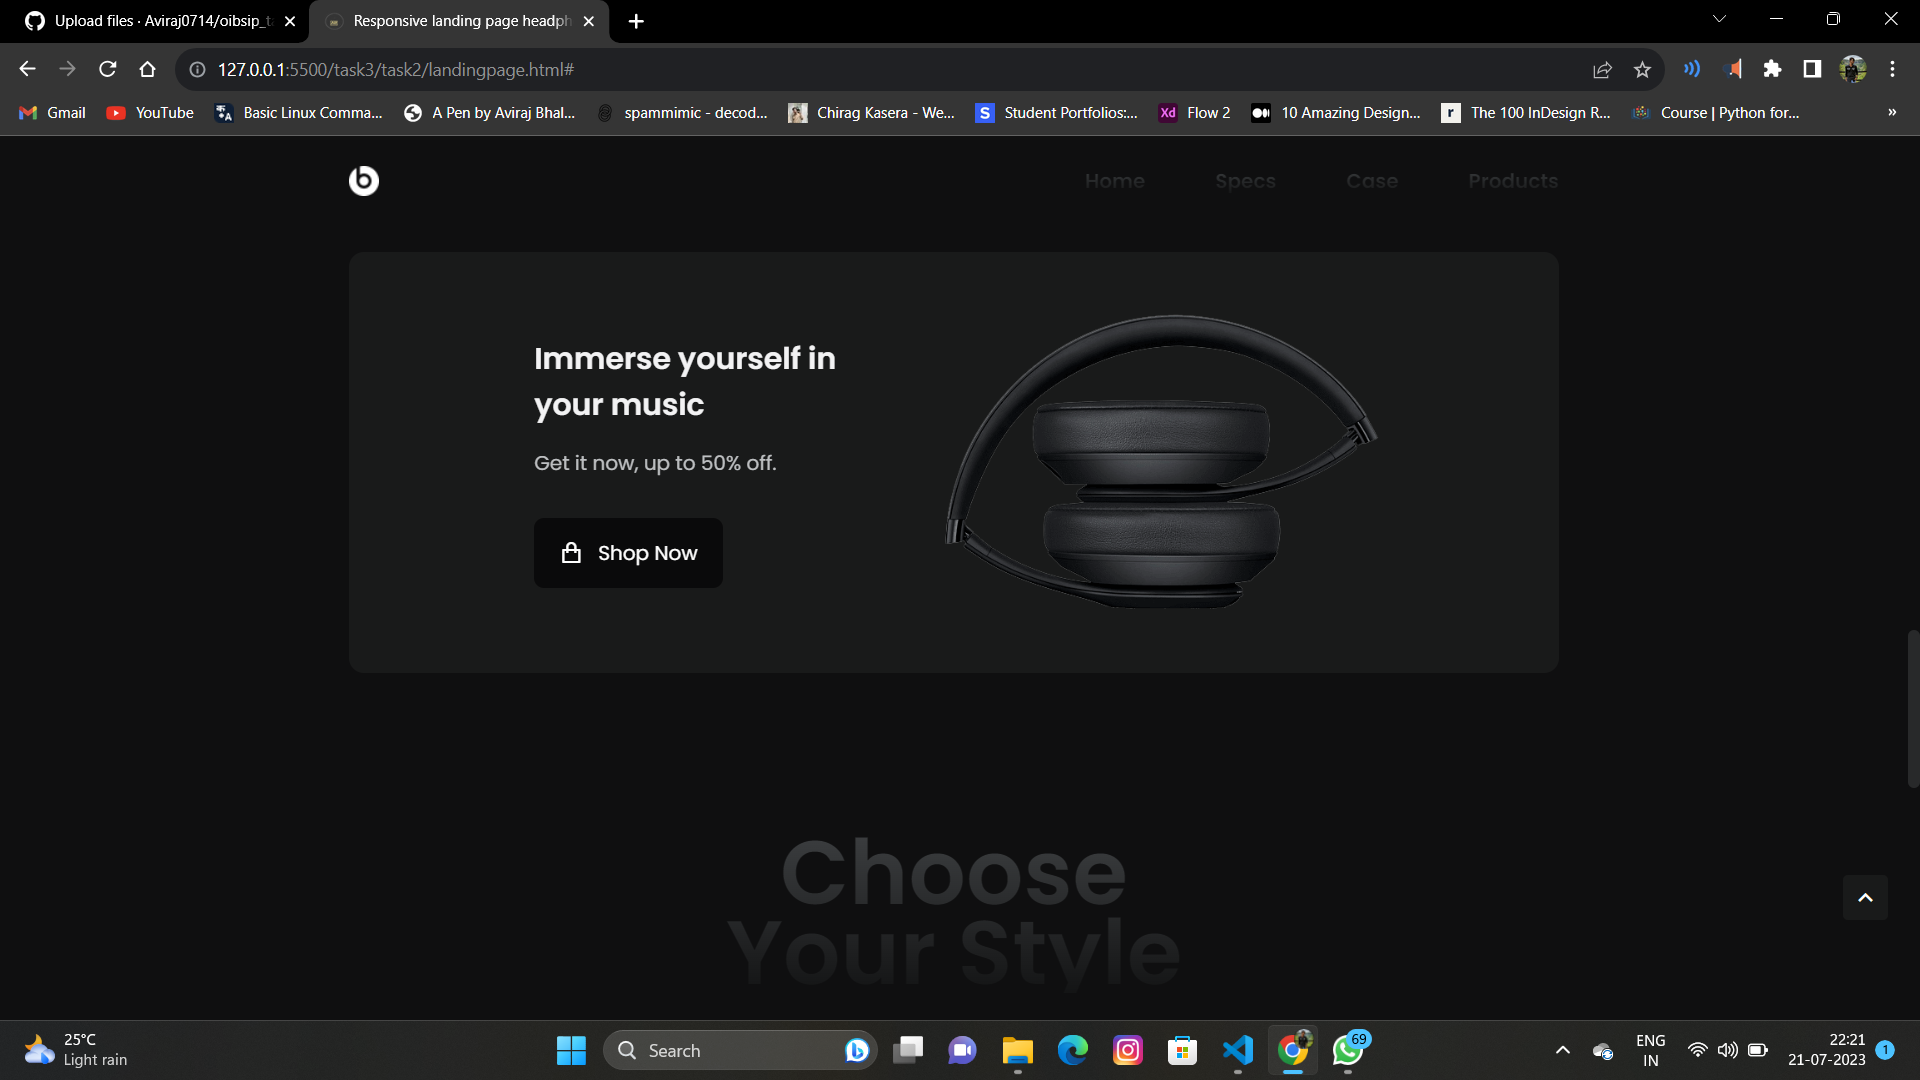 Upload files · Aviraj0714/oibsip_ta
Responsive landing page headph
127.0.0.1:5500/task3/task2/landingpage.html#
Gmail
YouTube
Basic Linux Comma...
A Pen by Aviraj Bhal...
spammimic - decod...
Chirag Kasera - We...
S
Student Portfolios:...
Xd
Flow 2
10 Amazing Design...
r
The 100 InDesign R...
Course | Python for...
»
b
Home
Specs
Case
Products
Immerse yourself in
your music
Get it now, up to 50% off.
Shop Now
Choose
Your Style
25°C
Light rain
Search
69
ENG
IN
22:21
21-07-2023
1